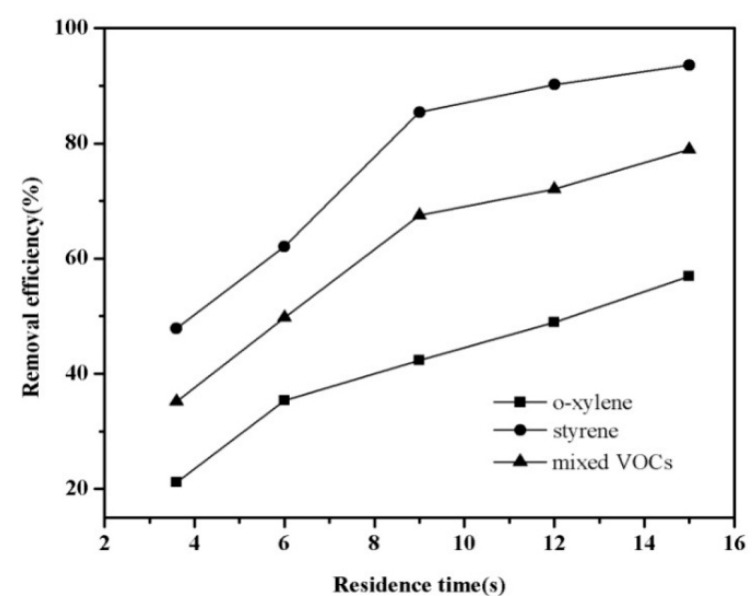 100
80
60
40
20
Removal efficiency(%)
o-xylene
styrene
mixed VOCs
2 4 6 8 10 12 14 16
Residence time(s)